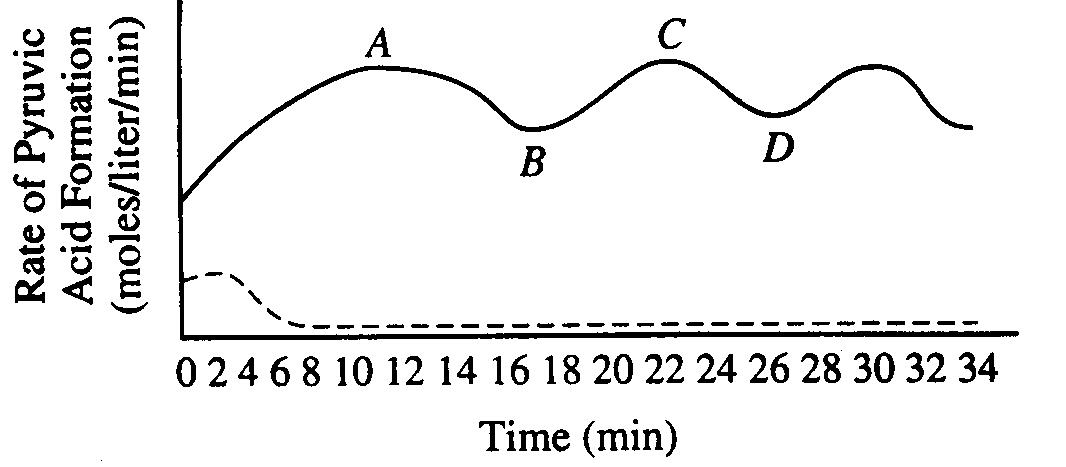 Rate of Pyruvic
Acid Formation
(moles/liter/min)
A
C
B
D
0 2 4 6 8 10 12 14 16 18 20 22 24 26 28 30 32 34
Time (min)